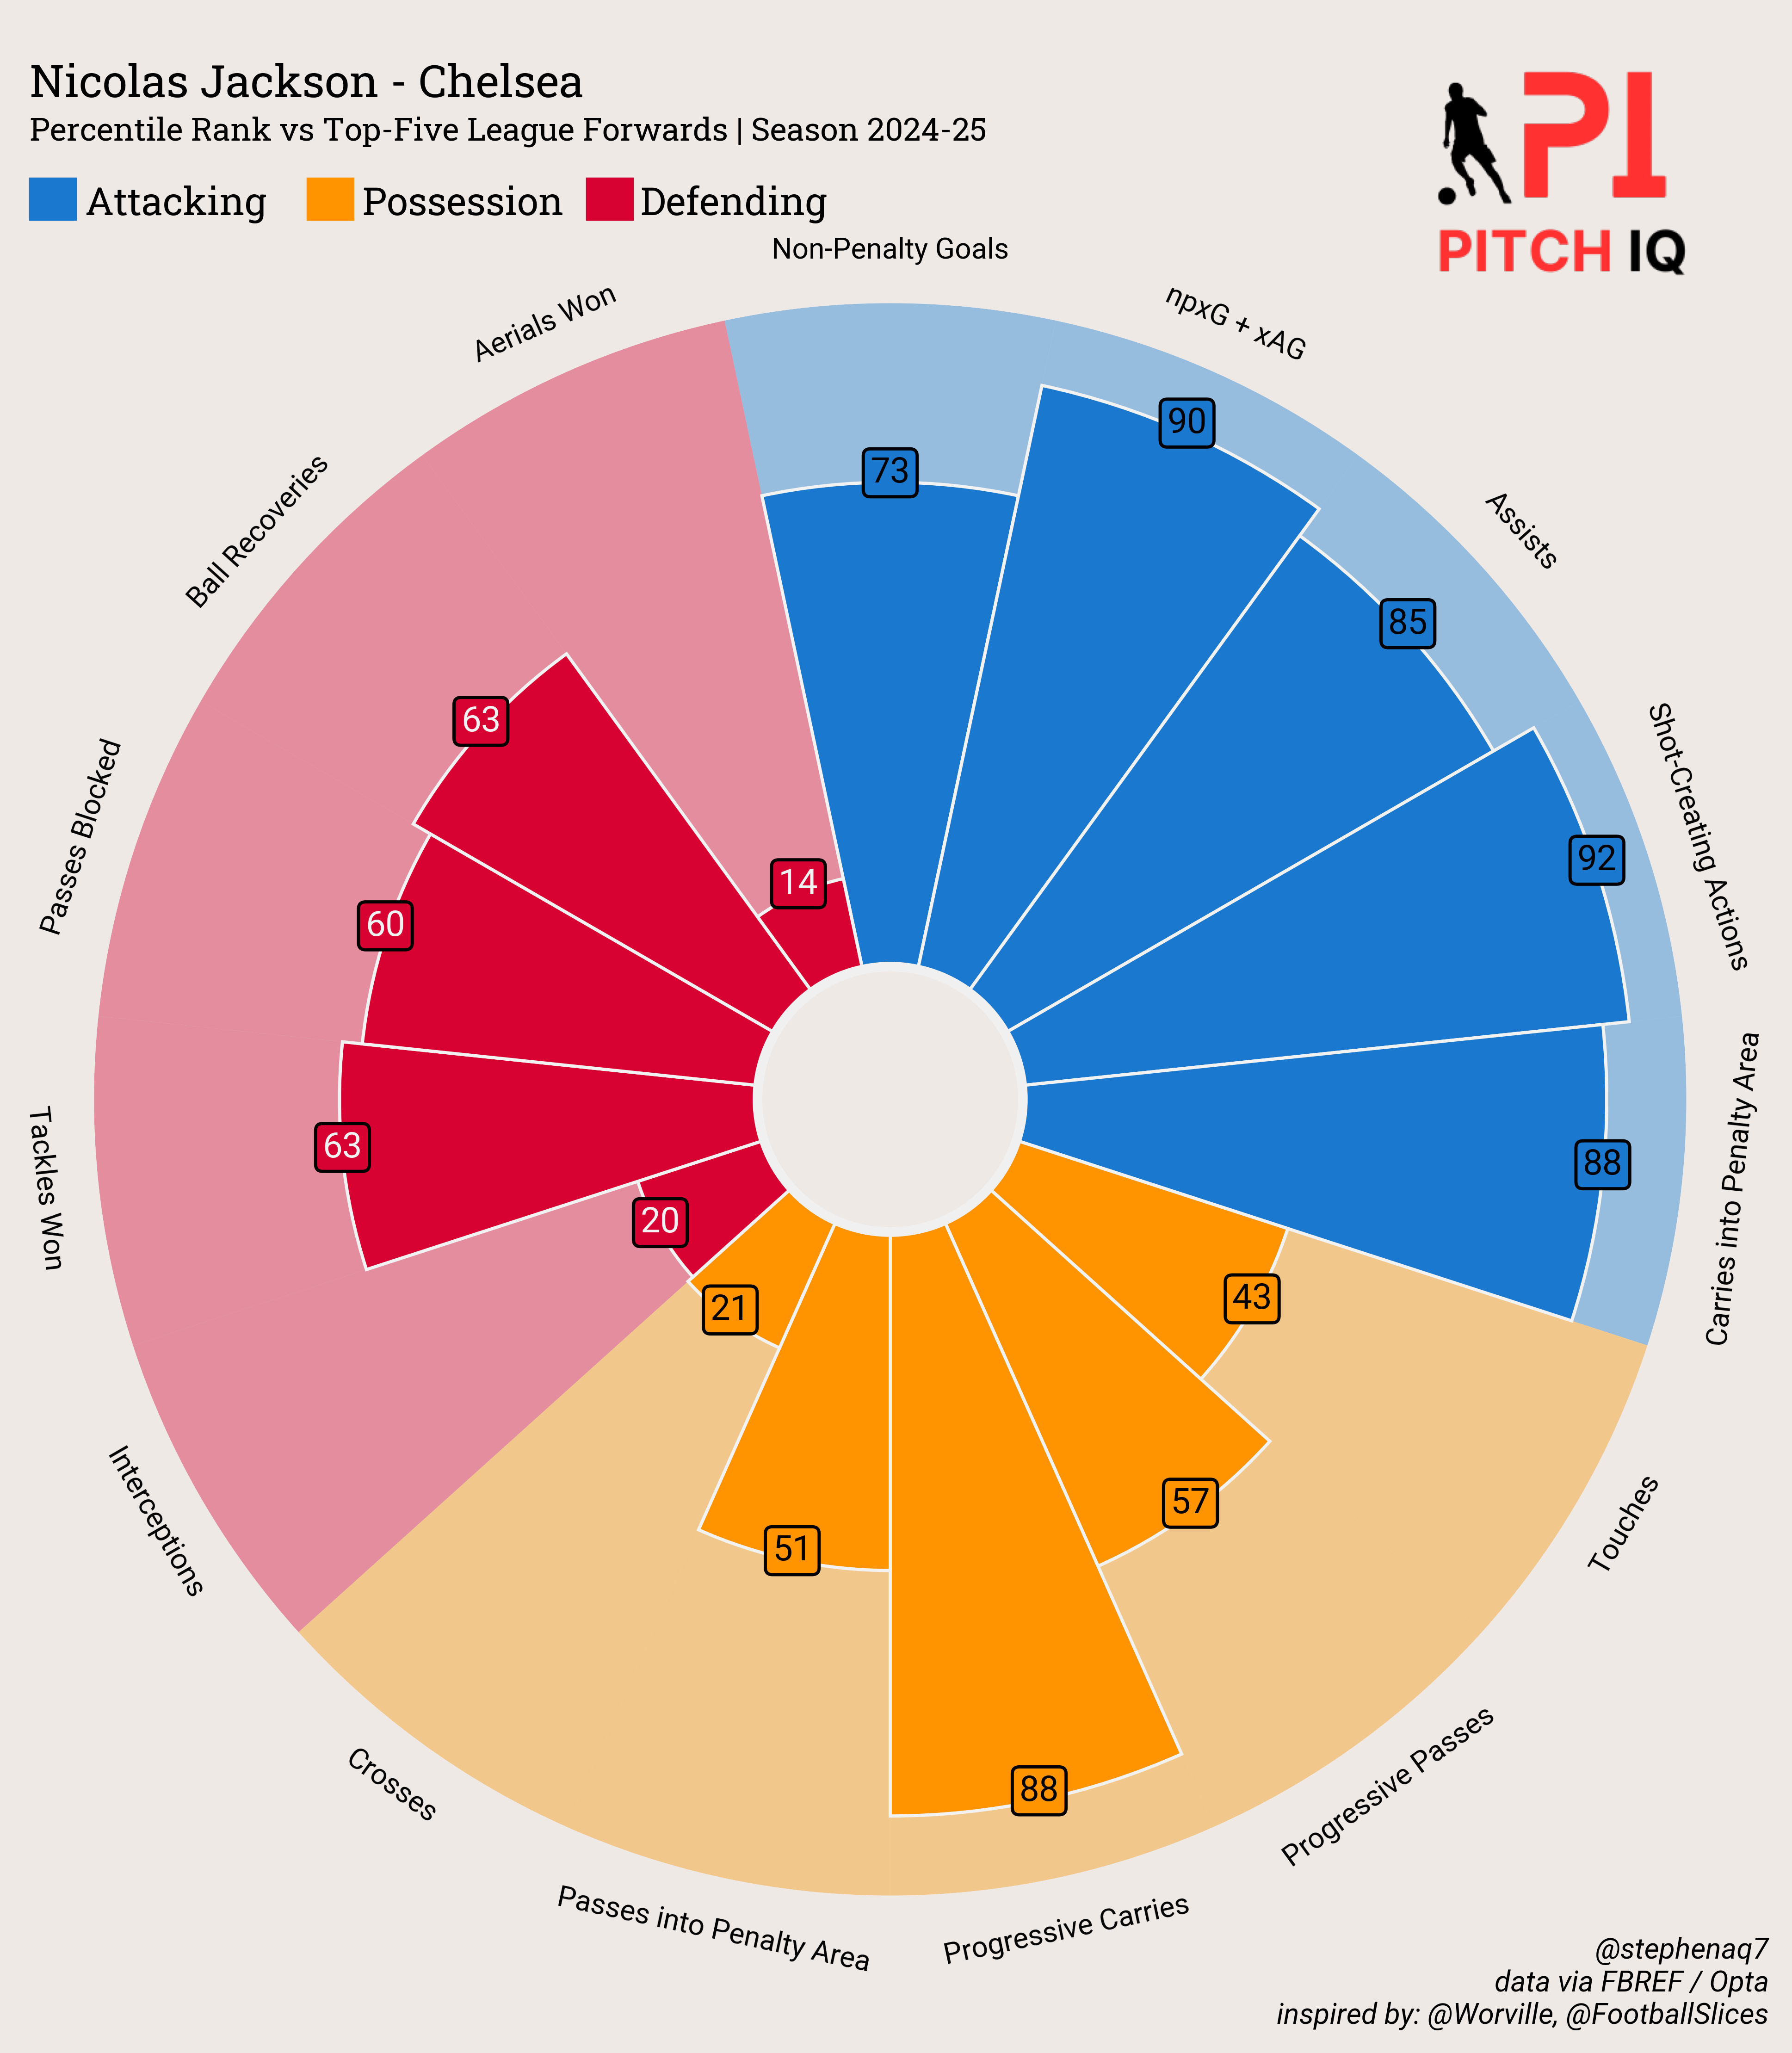 Nicolas Jackson - Chelsea
Percentile Rank vs Top-Five League Forwards | Season 2024-25
Attacking
Possession
Defending
PI
PITCH IQ
Non-Penalty Goals
73
npxG + xAG
90
Assists
85
Shot-Creating Actions
92
Carries into Penalty Area
88
Touches
43
Progressive Passes
57
Progressive Carries
88
Passes into Penalty Area
51
Crosses
21
Interceptions
20
Tackles Won
63
Passes Blocked
60
Ball Recoveries
63
Aerials Won
14
@stephenaq7
data via FBREF / Opta
inspired by: @Worville, @FootballSlices